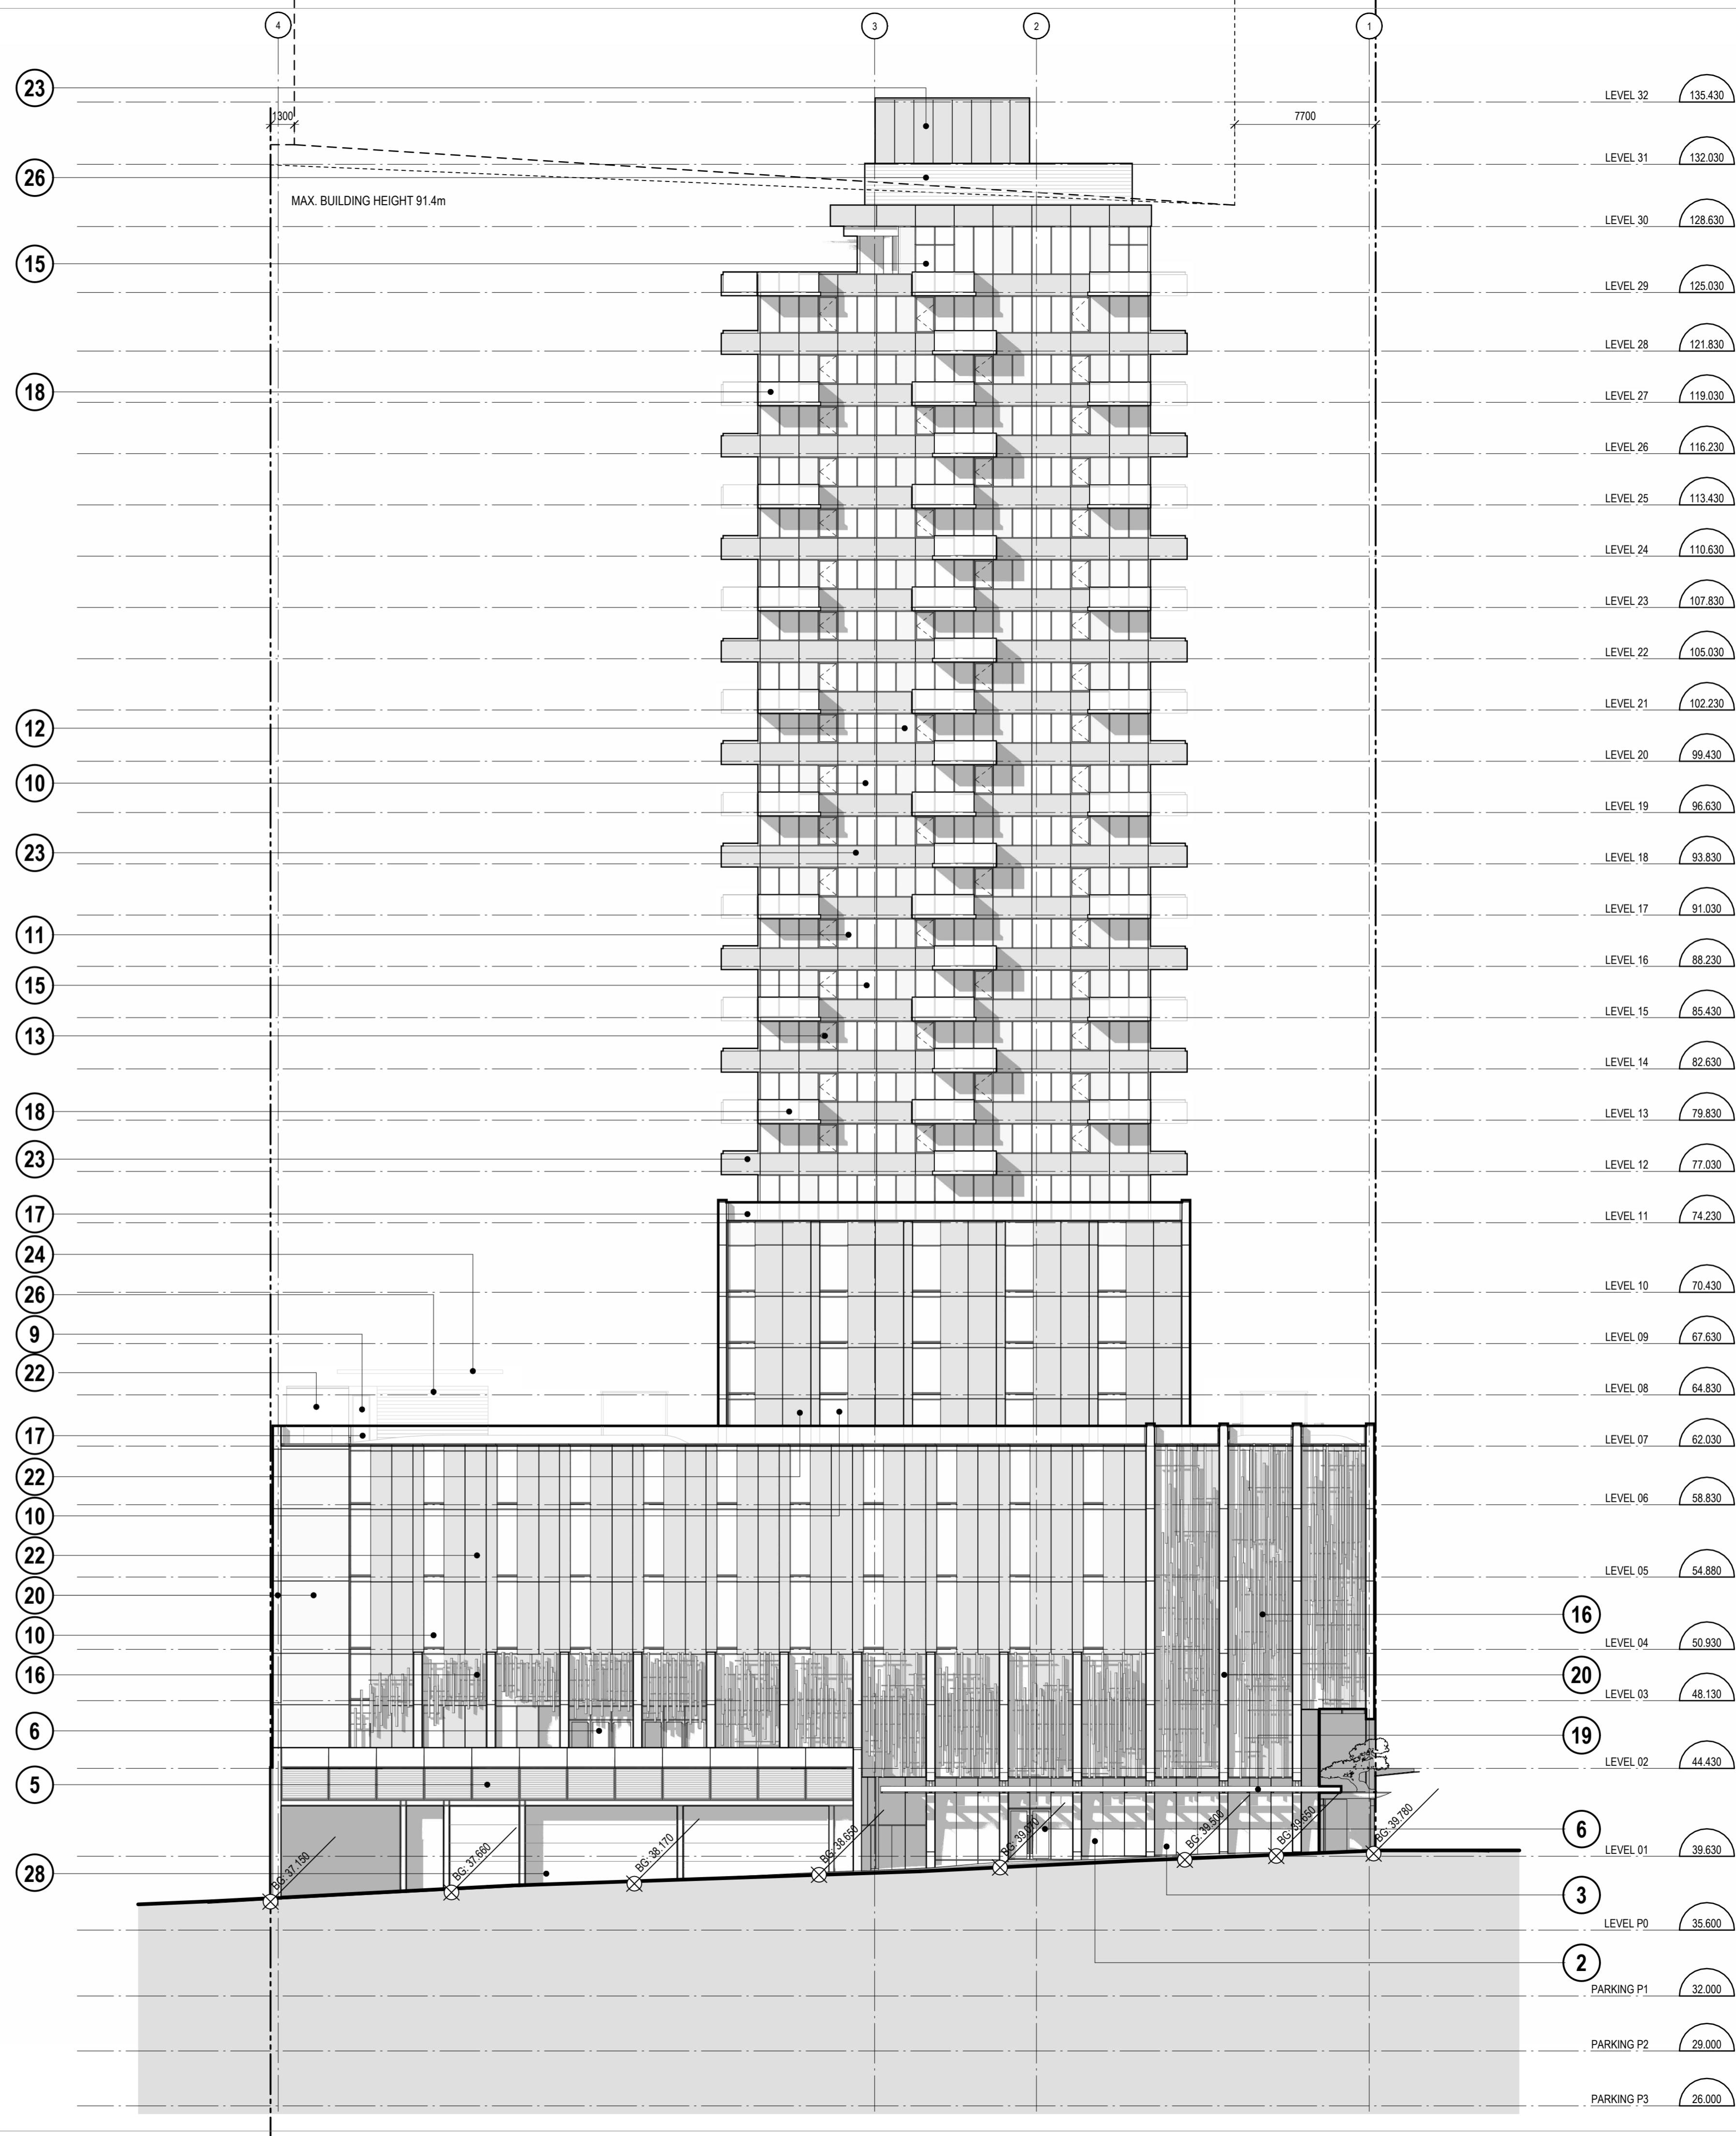 4
3
2
1
23
LEVEL 32 135.430
1300
7700
LEVEL 31 132.030
26
MAX. BUILDING HEIGHT 91.4m
LEVEL 30 128.630
15
LEVEL 29 125.030
LEVEL 28 121.830
18
LEVEL 27 119.030
LEVEL 26 116.230
LEVEL 25 113.430
LEVEL 24 110.630
LEVEL 23 107.830
LEVEL 22 105.030
LEVEL 21 102.230
12
LEVEL 20 99.430
10
LEVEL 19 96.630
23
LEVEL 18 93.830
LEVEL 17 91.030
11
LEVEL 16 88.230
15
LEVEL 15 85.430
13
LEVEL 14 82.630
18
LEVEL 13 79.830
23
LEVEL 12 77.030
17
LEVEL 11 74.230
24
LEVEL 10 70.430
26
9
LEVEL 09 67.630
22
LEVEL 08 64.830
17
LEVEL 07 62.030
22
LEVEL 06 58.830
10
22
LEVEL 05 54.880
20
16
10
LEVEL 04 50.930
16
20
LEVEL 03 48.130
6
19
LEVEL 02 44.430
5
6
BG: 37.150
BG: 37.660
BG: 38.170
BG: 38.650
BG: 39.070
BG: 39.500
BG: 39.650
BG: 39.780
LEVEL 01 39.630
28
3
LEVEL P0 35.600
2
PARKING P1 32.000
PARKING P2 29.000
PARKING P3 26.000